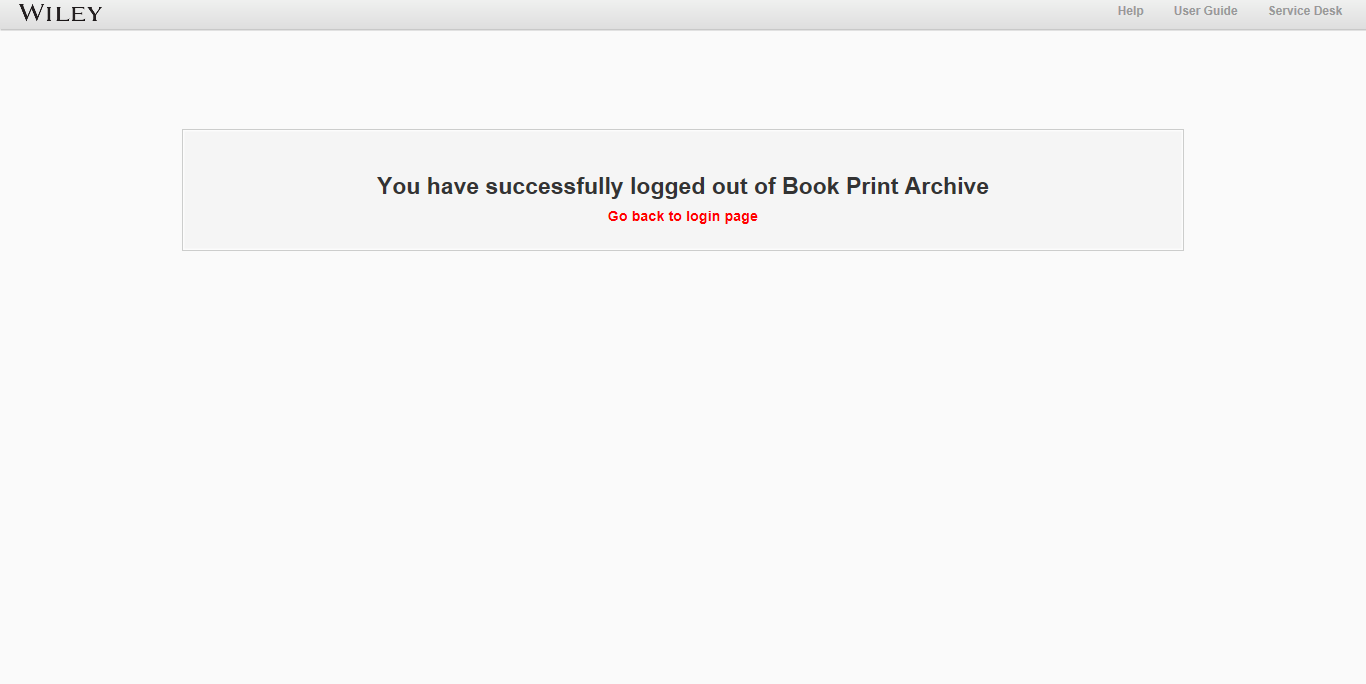 WILEY
Help User Guide Service Desk
You have successfully logged out of Book Print Archive
Go back to login page